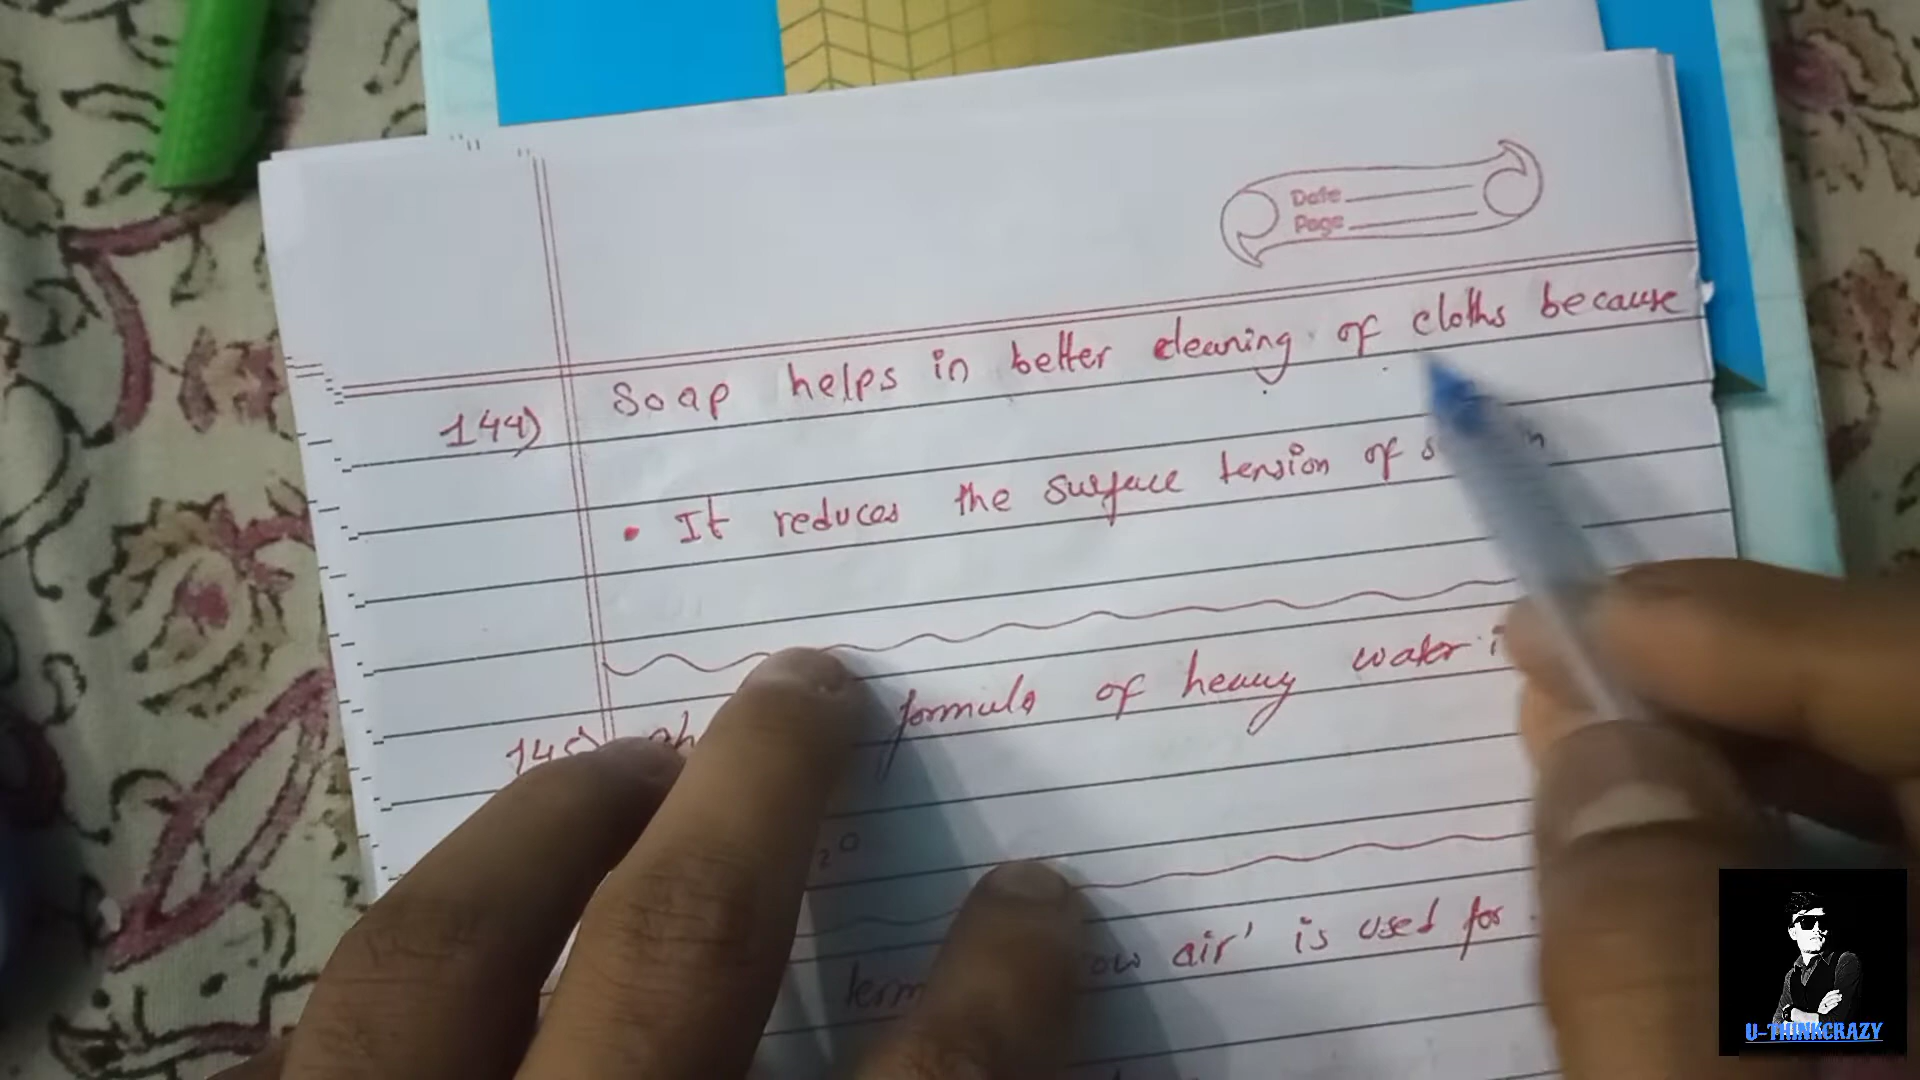 Date
Page
144) Soap helps in better cleaning of cloths because
• It reduces the surface tension of
formula of heavy water
2O
air' is used for
U-THINKCRAZY